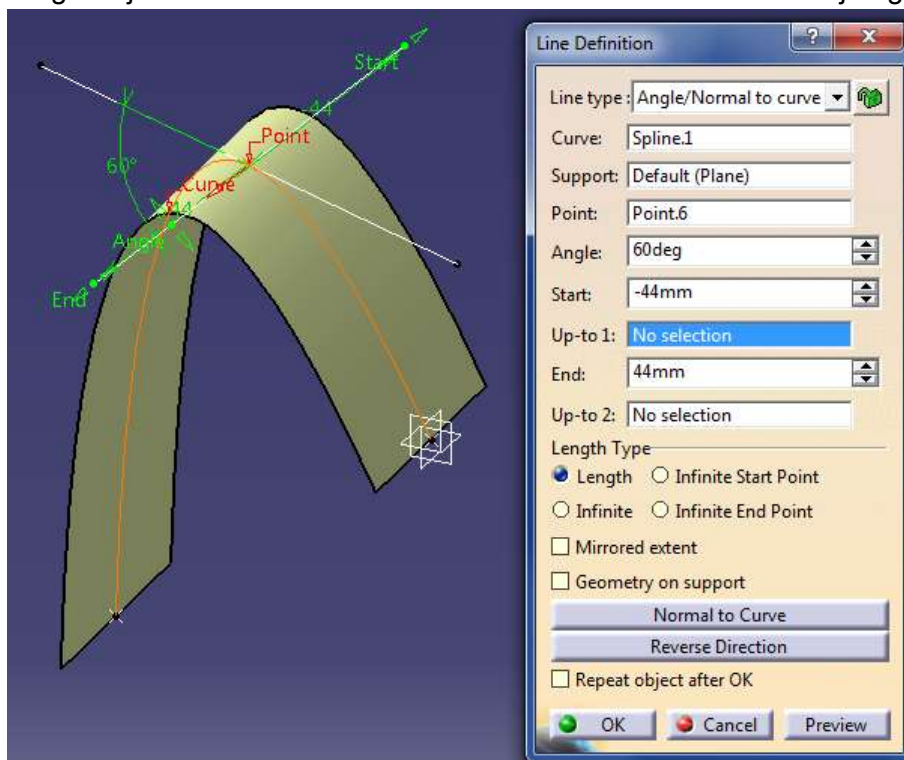 Line Definition
Line type : Angle/Normal to curve
Curve: Spline.1
Support: Default (Plane)
Point: Point.6
Angle: 60deg
Start: -44mm
Up-to 1: No selection
End: 44mm
Up-to 2: No selection
Length Type
Length Infinite Start Point
Infinite Infinite End Point
Mirrored extent
Geometry on support
Normal to Curve
Reverse Direction
Repeat object after OK
OK Cancel Preview
Start
-44
Point
60°
Curve
44
Angle
End